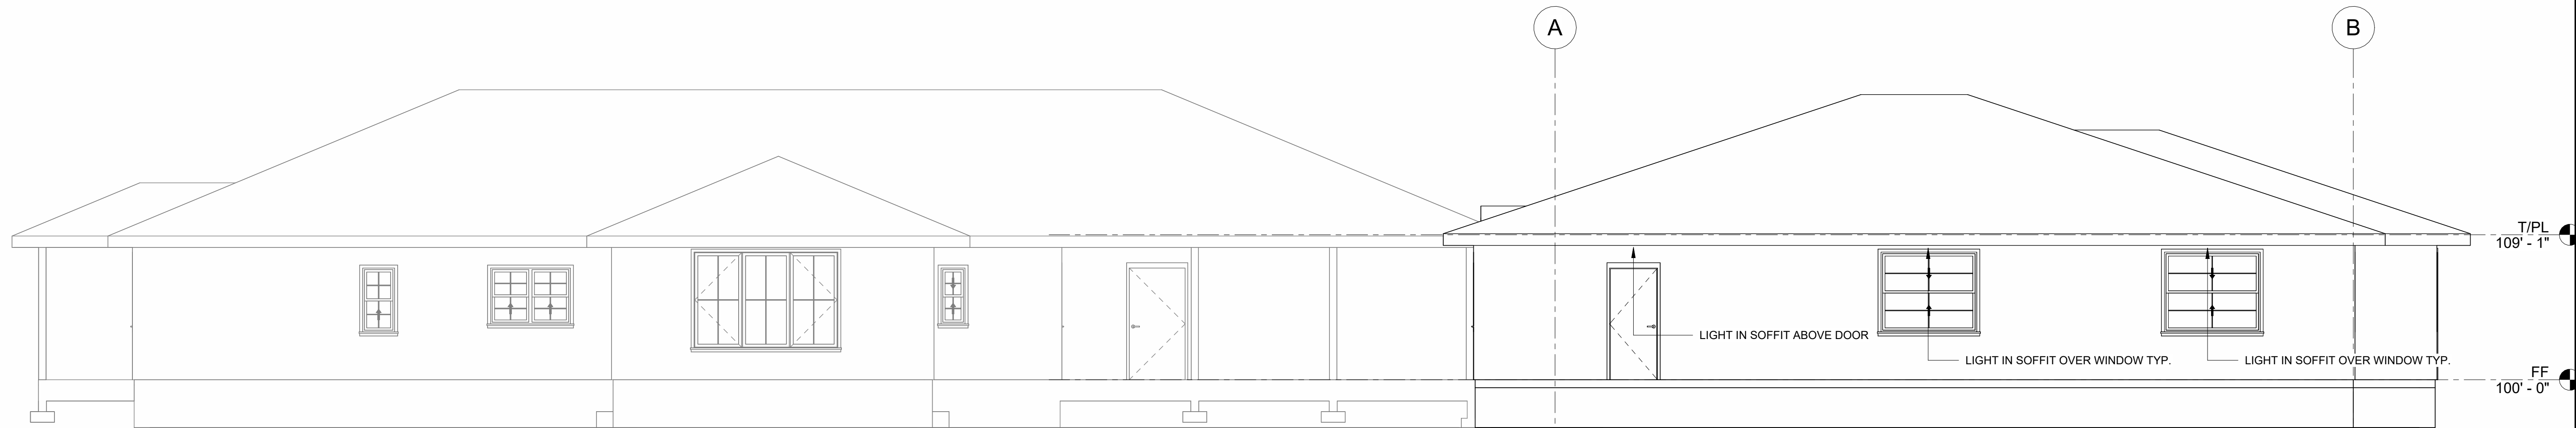 A
B
T/PL
109' - 1"
LIGHT IN SOFFIT ABOVE DOOR
LIGHT IN SOFFIT OVER WINDOW TYP.
LIGHT IN SOFFIT OVER WINDOW TYP.
FF
100' - 0"